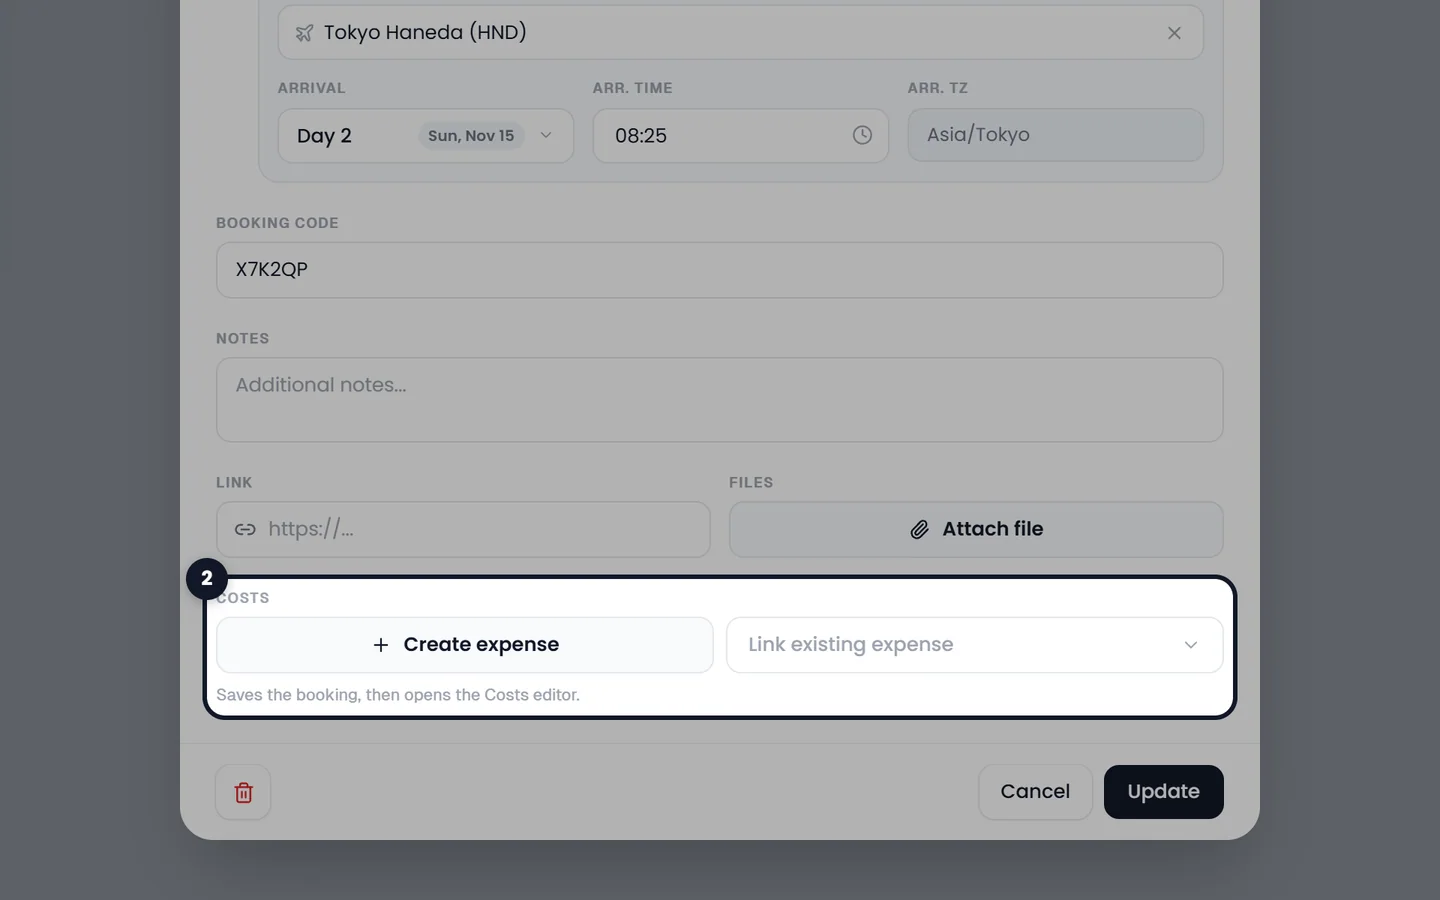 Tokyo Haneda (HND)
ARRIVAL
ARR. TIME
ARR. TZ
Day 2
Sun, Nov 15
08:25
Asia/Tokyo
BOOKING CODE
X7K2QP
NOTES
Additional notes...
LINK
FILES
https://...
Attach file
2
COSTS
Create expense
Link existing expense
Saves the booking, then opens the Costs editor.
Cancel
Update